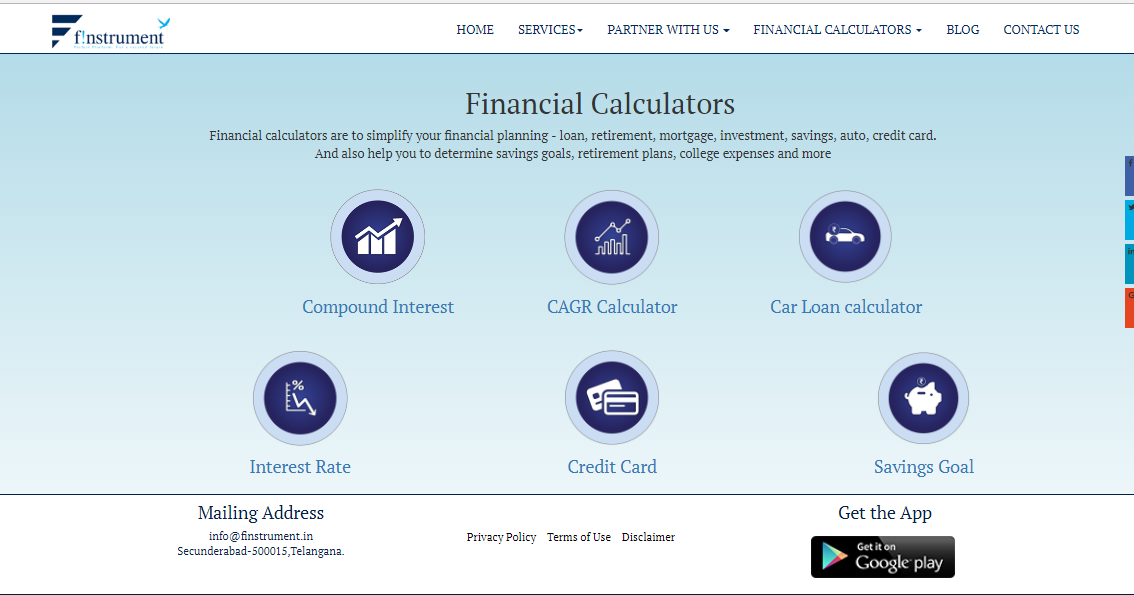 f!nstrument
HOME SERVICES PARTNER WITH US FINANCIAL CALCULATORS BLOG CONTACT US
Financial Calculators
Financial calculators are to simplify your financial planning - loan, retirement, mortgage, investment, savings, auto, credit card.
And also help you to determine savings goals, retirement plans, college expenses and more
Compound Interest CAGR Calculator Car Loan calculator
%
Interest Rate Credit Card Savings Goal
Mailing Address
info@finstrument.in
Secunderabad-500015,Telangana.
Privacy Policy Terms of Use Disclaimer
Get the App
Get it on
Google play